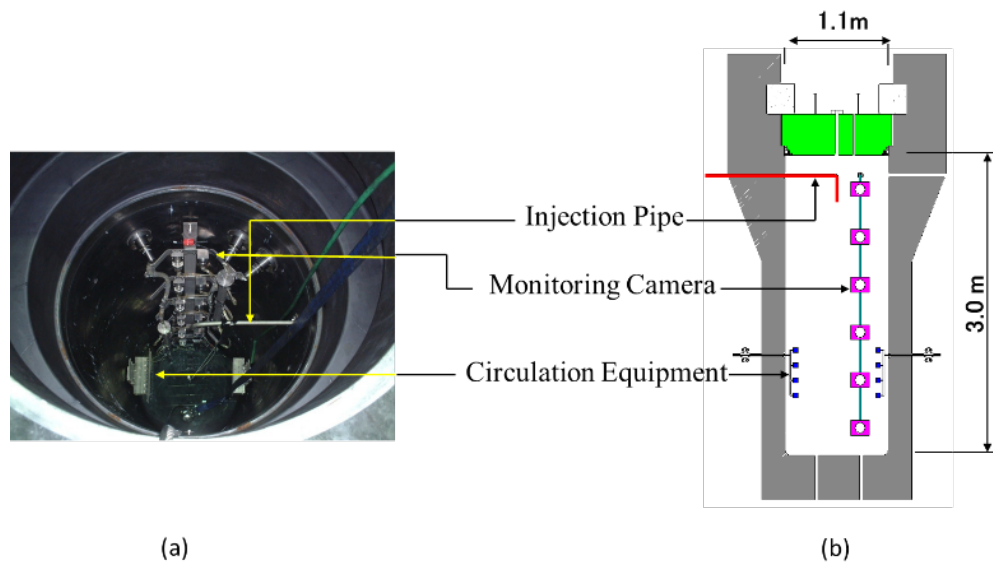 1.1m
Injection Pipe
Monitoring Camera
3.0 m
Circulation Equipment
(a)
(b)